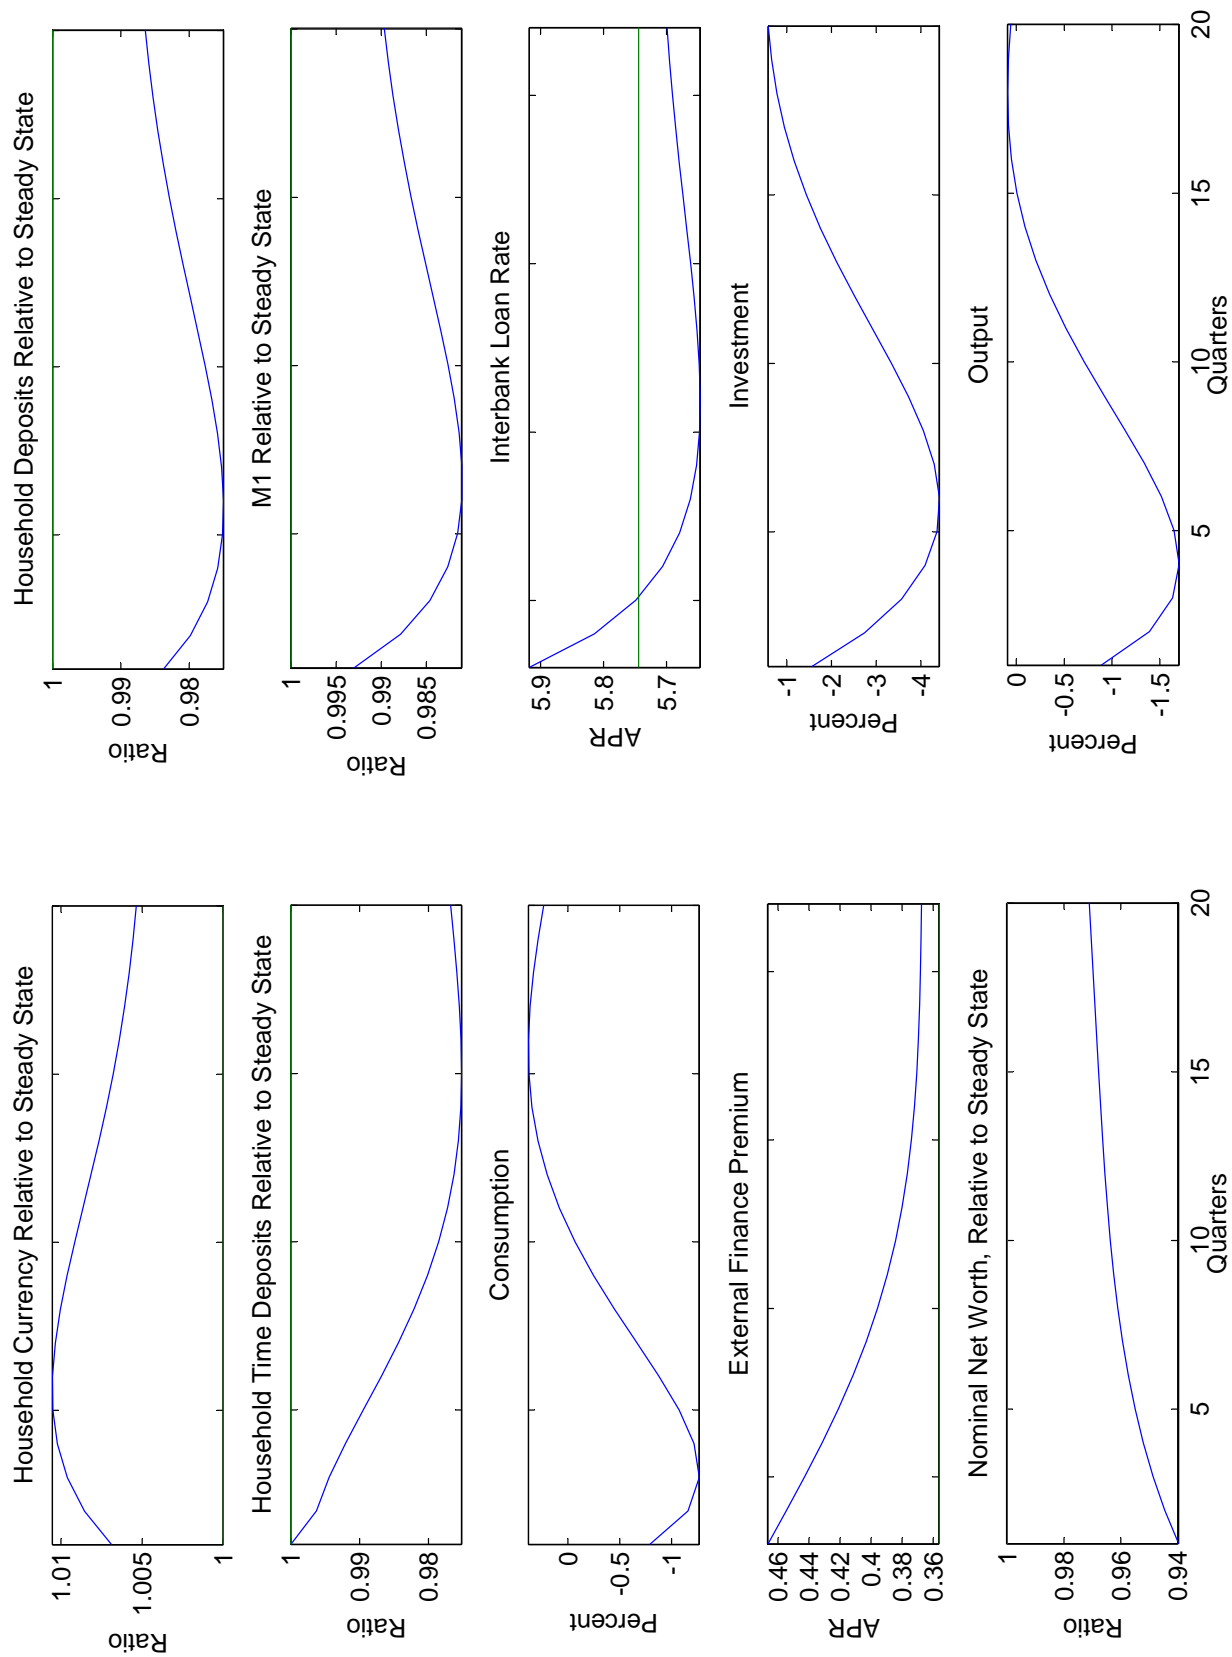 Household Currency Relative to Steady State
1.01
1.005
1
Ratio
Household Deposits Relative to Steady State
1
0.99
0.98
Ratio
Household Time Deposits Relative to Steady State
1
0.99
0.98
Ratio
M1 Relative to Steady State
1
0.995
0.99
0.985
Ratio
Consumption
0
-0.5
-1
Percent
Interbank Loan Rate
5.9
5.8
5.7
APR
External Finance Premium
0.46
0.44
0.42
0.4
0.38
0.36
APR
Investment
-1
-2
-3
-4
Percent
Nominal Net Worth, Relative to Steady State
1
0.98
0.96
0.94
Ratio
5 10 15 20
Quarters
Output
0
-0.5
-1
-1.5
Percent
5 10 15 20
Quarters